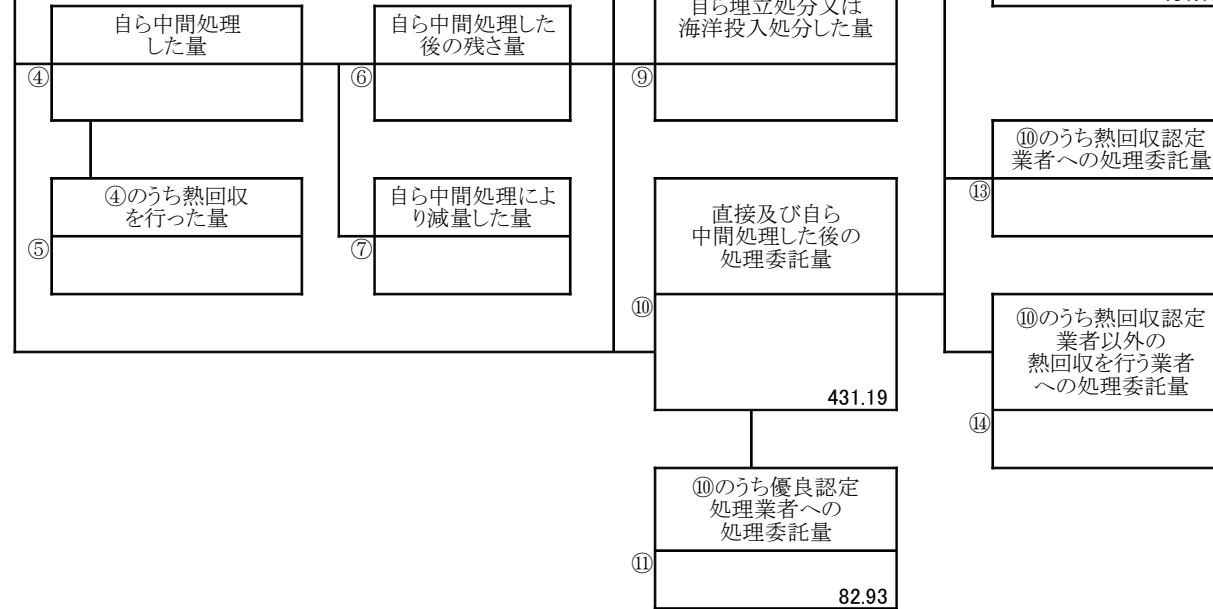 自ら中間処理
した量
④
自ら中間処理した
後の残さ量
⑥
自ら埋立処分又は
海洋投入処分した量
⑨
④のうち熱回収
を行った量
⑤
自ら中間処理によ
り減量した量
⑦
直接及び自ら
中間処理した後の
処理委託量
⑩
431.19
⑩のうち優良認定
処理業者への
処理委託量
⑪
82.93
⑩のうち熱回収認定
業者への処理委託量
⑬
⑩のうち熱回収認定
業者以外の
熱回収を行う業者
への処理委託量
⑭